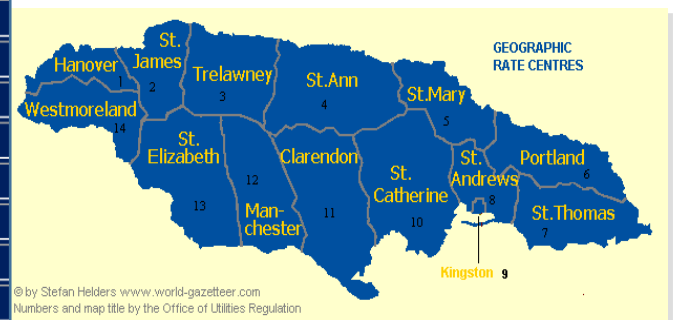 GEOGRAPHIC
RATE CENTRES
Hanover
1
St.
James
2
Trelawney
3
St.Ann
4
St.Mary
5
Westmoreland
14
St.
Elizabeth
13
12
Man-
chester
Clarendon
11
St.
Catherine
10
St.
Andrews
8
Portland
6
St.Thomas
7
Kingston 9
© by Stefan Helders www.world-gazetteer.com
Numbers and map title by the Office of Utilities Regulation